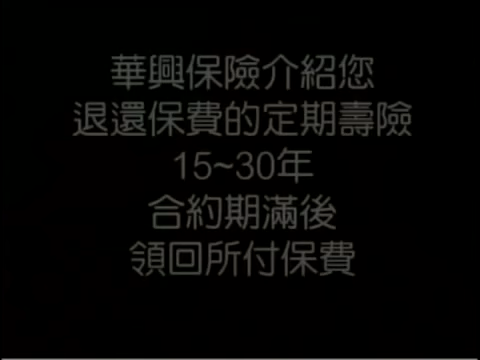 華興保險介紹您
退還保費的定期壽險
15~30年
合約期滿後
領回所付保費